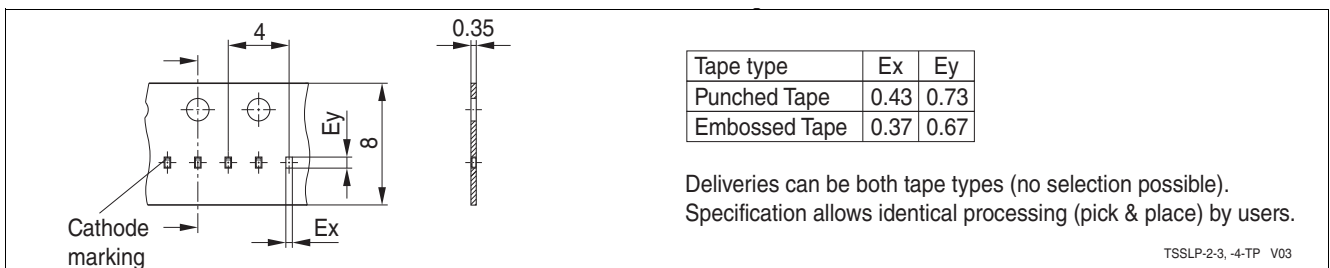 4
0.35
Ey
8
Cathode
marking
Ex
Tape type Ex Ey
Punched Tape 0.43 0.73
Embossed Tape 0.37 0.67
Deliveries can be both tape types (no selection possible).
Specification allows identical processing (pick & place) by users.
TSSLP-2-3, -4-TP V03